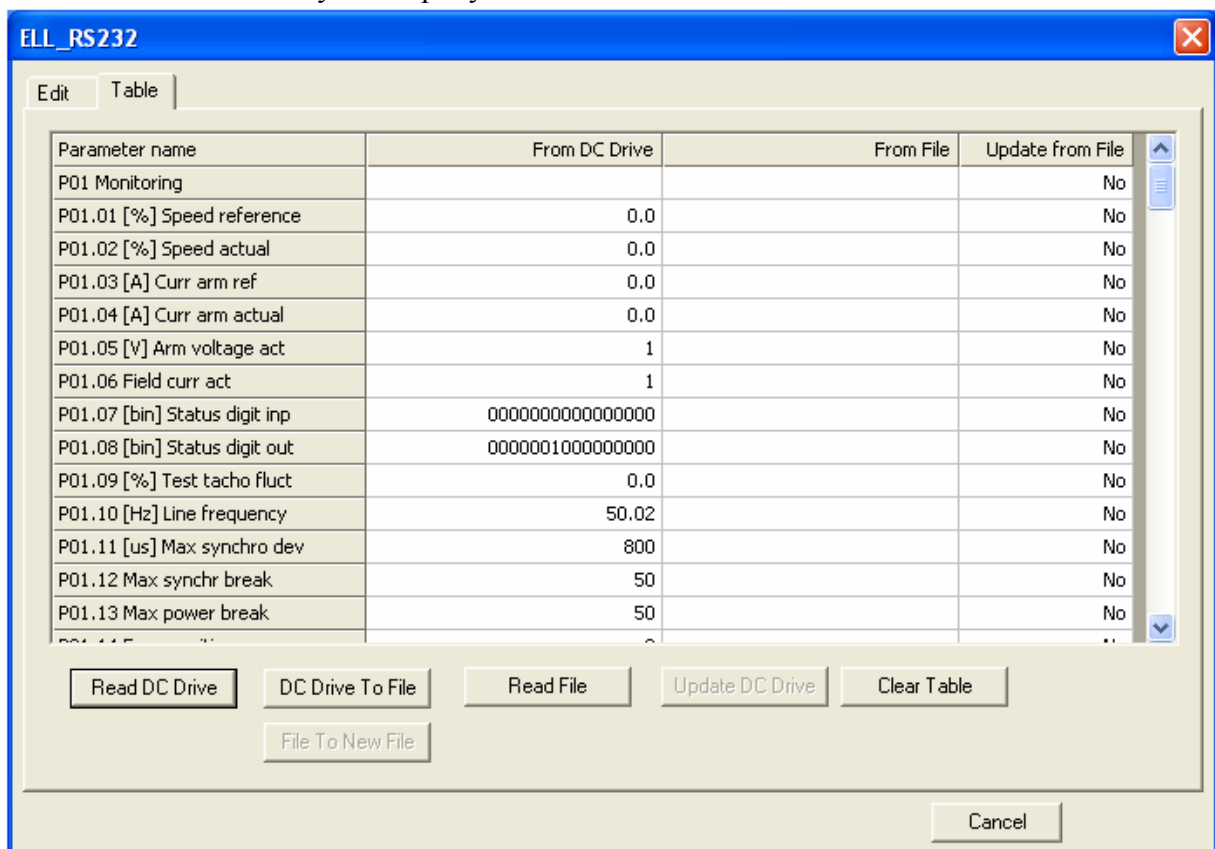 ELL_RS232
Edit Table
Parameter name From DC Drive From File Update from File
P01 Monitoring No
P01.01 [%] Speed reference 0.0 No
P01.02 [%] Speed actual 0.0 No
P01.03 [A] Curr arm ref 0.0 No
P01.04 [A] Curr arm actual 0.0 No
P01.05 [V] Arm voltage act 1 No
P01.06 Field curr act 1 No
P01.07 [bin] Status digit inp 0000000000000000 No
P01.08 [bin] Status digit out 0000001000000000 No
P01.09 [%] Test tacho fluct 0.0 No
P01.10 [Hz] Line frequency 50.02 No
P01.11 [us] Max synchro dev 800 No
P01.12 Max synchr break 50 No
P01.13 Max power break 50 No
Read DC Drive DC Drive To File Read File Update DC Drive Clear Table
File To New File
Cancel